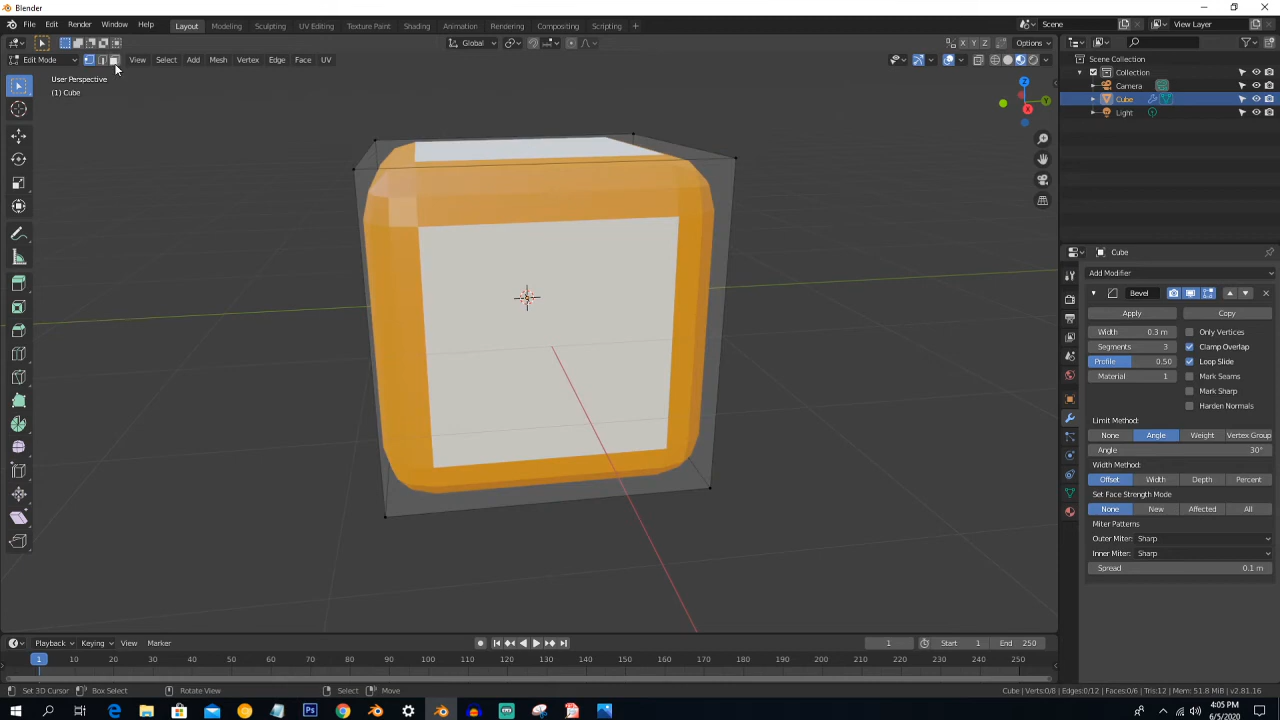 Blender
File Edit Render Window Help Layout Modeling Sculpting UV Editing Texture Paint Shading Animation Rendering Compositing Scripting Scene View Layer
Global Options
Edit Mode View Select Add Mesh Vertex Edge Face UV
User Perspective
(1) Cube
X Y Z
Z
Y
X
Scene Collection
Collection
Camera
Cube
Light
Cube
Add Modifier
Bevel
Apply Copy
Width 0.3 m Only Vertices
Segments 3 Clamp Overlap
Profile 0.50 Loop Slide
Material 1 Mark Seams
Mark Sharp
Harden Normals
Limit Method:
None Angle Weight Vertex Group
Angle 30°
Width Method:
Offset Width Depth Percent
Set Face Strength Mode
None New Affected All
Miter Patterns
Outer Miter: Sharp
Inner Miter: Sharp
Spread 0.1 m
Playback Keying View Marker 1 Start 1 End 250
1 10 20 30 40 50 60 70 80 90 100 110 120 130 140 150 160 170 180 190 200 210 220 230 240 250
Set 3D Cursor Box Select Rotate View Select Move Cube | Verts:0/8 | Edges:0/12 | Faces:0/6 | Tris:12 | Mem: 51.8 MiB | v2.81.16
4:05 PM
6/5/2020